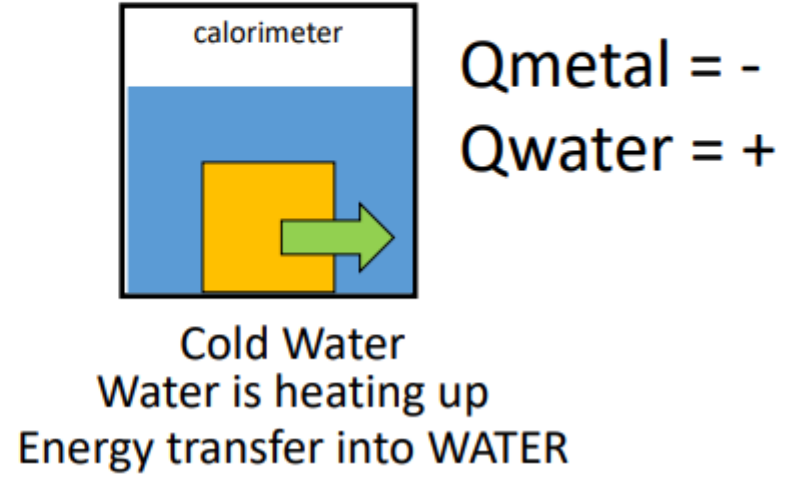 calorimeter
Qmetal = -
Qwater = +
Cold Water
Water is heating up
Energy transfer into WATER